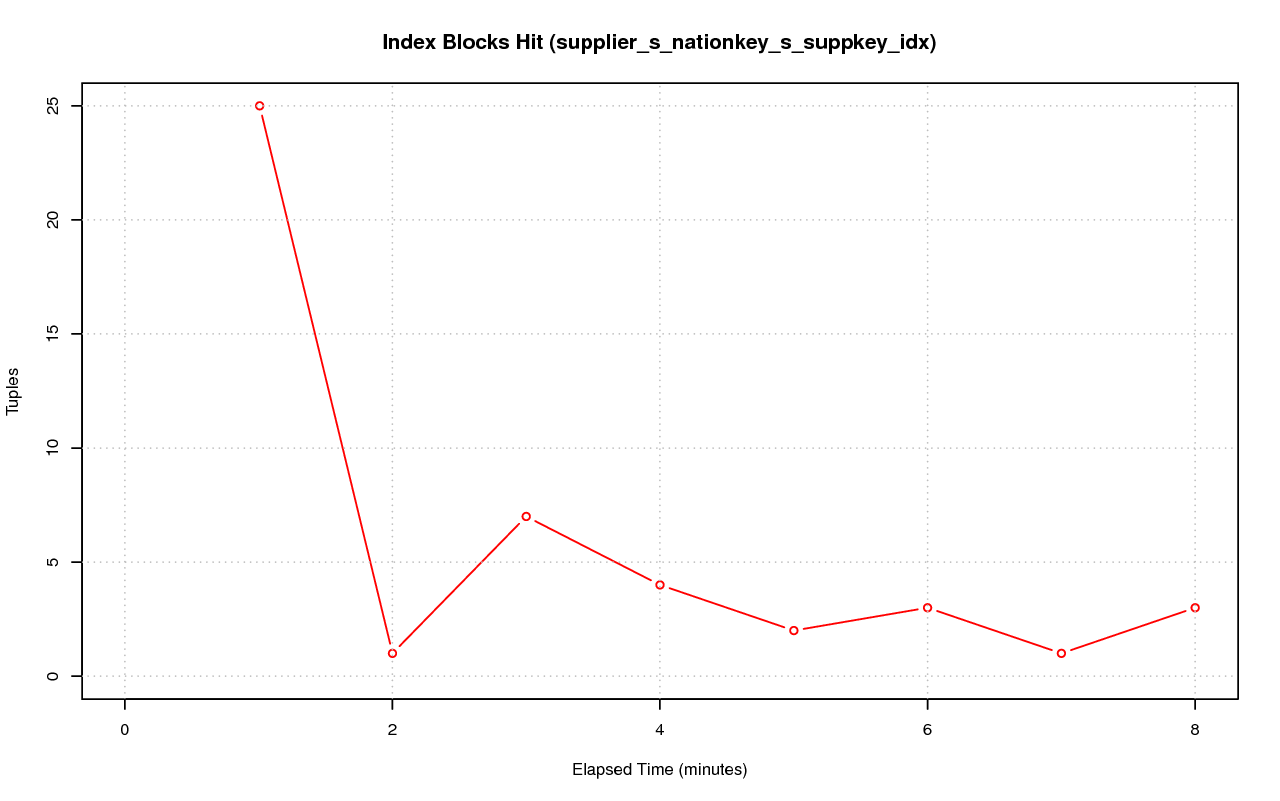 Index Blocks Hit (supplier_s_nationkey_s_suppkey_idx)
Tuples
25
20
15
10
5
0
0 2 4 6 8
Elapsed Time (minutes)